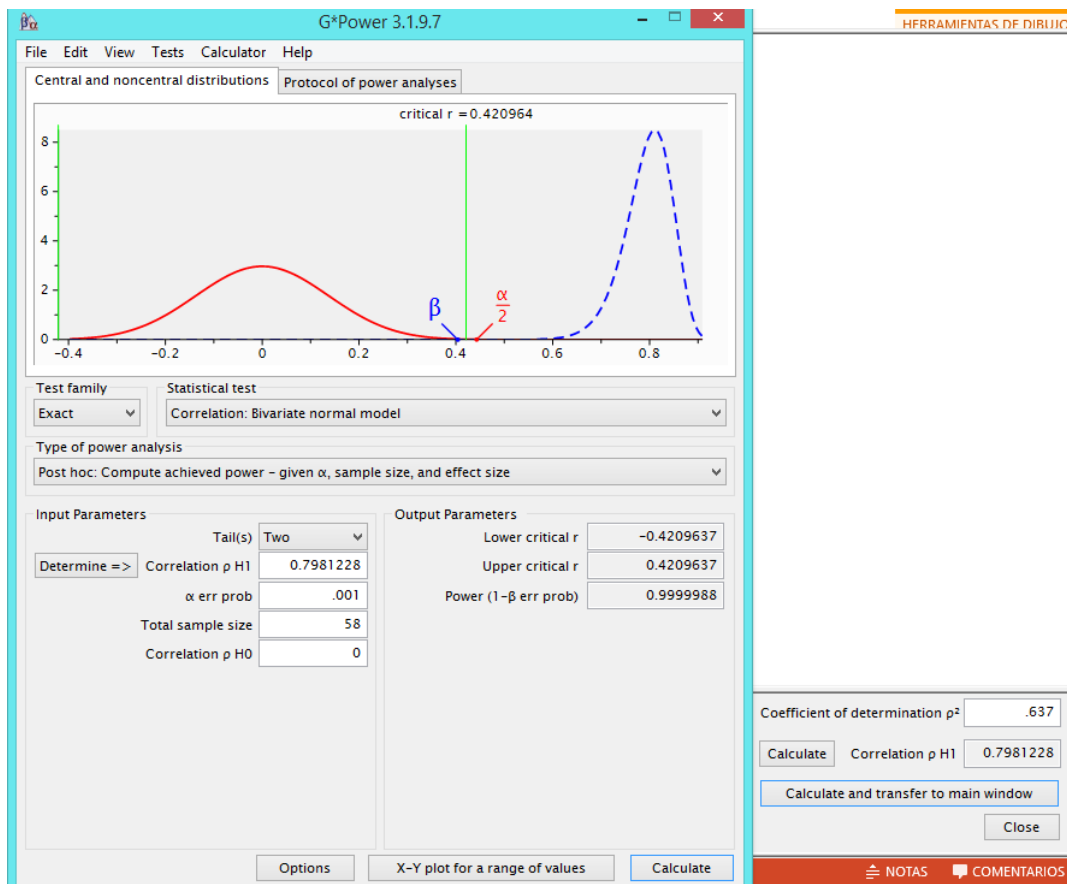 G*Power 3.1.9.7
HERRAMIENTAS DE DIBUJO
File Edit View Tests Calculator Help
Central and noncentral distributions Protocol of power analyses
critical r = 0.420964
8
6
4
2
0
β
α
2
-0.4 -0.2 0 0.2 0.4 0.6 0.8
Test family Statistical test
Exact Correlation: Bivariate normal model
Type of power analysis
Post hoc: Compute achieved power – given α, sample size, and effect size
Input Parameters
Tail(s) Two
Determine => Correlation ρ H1 0.7981228
α err prob .001
Total sample size 58
Correlation ρ H0 0
Output Parameters
Lower critical r -0.4209637
Upper critical r 0.4209637
Power (1-β err prob) 0.9999988
Coefficient of determination ρ² .637
Calculate Correlation ρ H1 0.7981228
Calculate and transfer to main window
Close
Options X-Y plot for a range of values Calculate
NOTAS COMENTARIOS